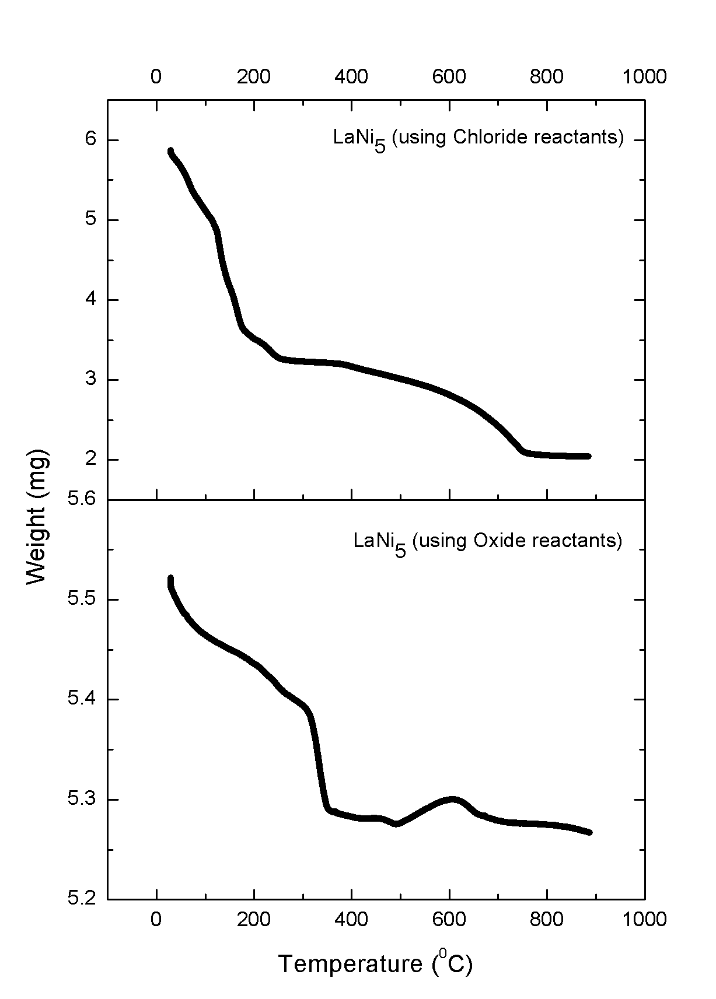 0 200 400 600 800 1000
LaNi5 (using Chloride reactants)
6
5
4
3
2
Weight (mg)
5.6
LaNi5 (using Oxide reactants)
5.5
5.4
5.3
5.2
0 200 400 600 800 1000
Temperature (0C)